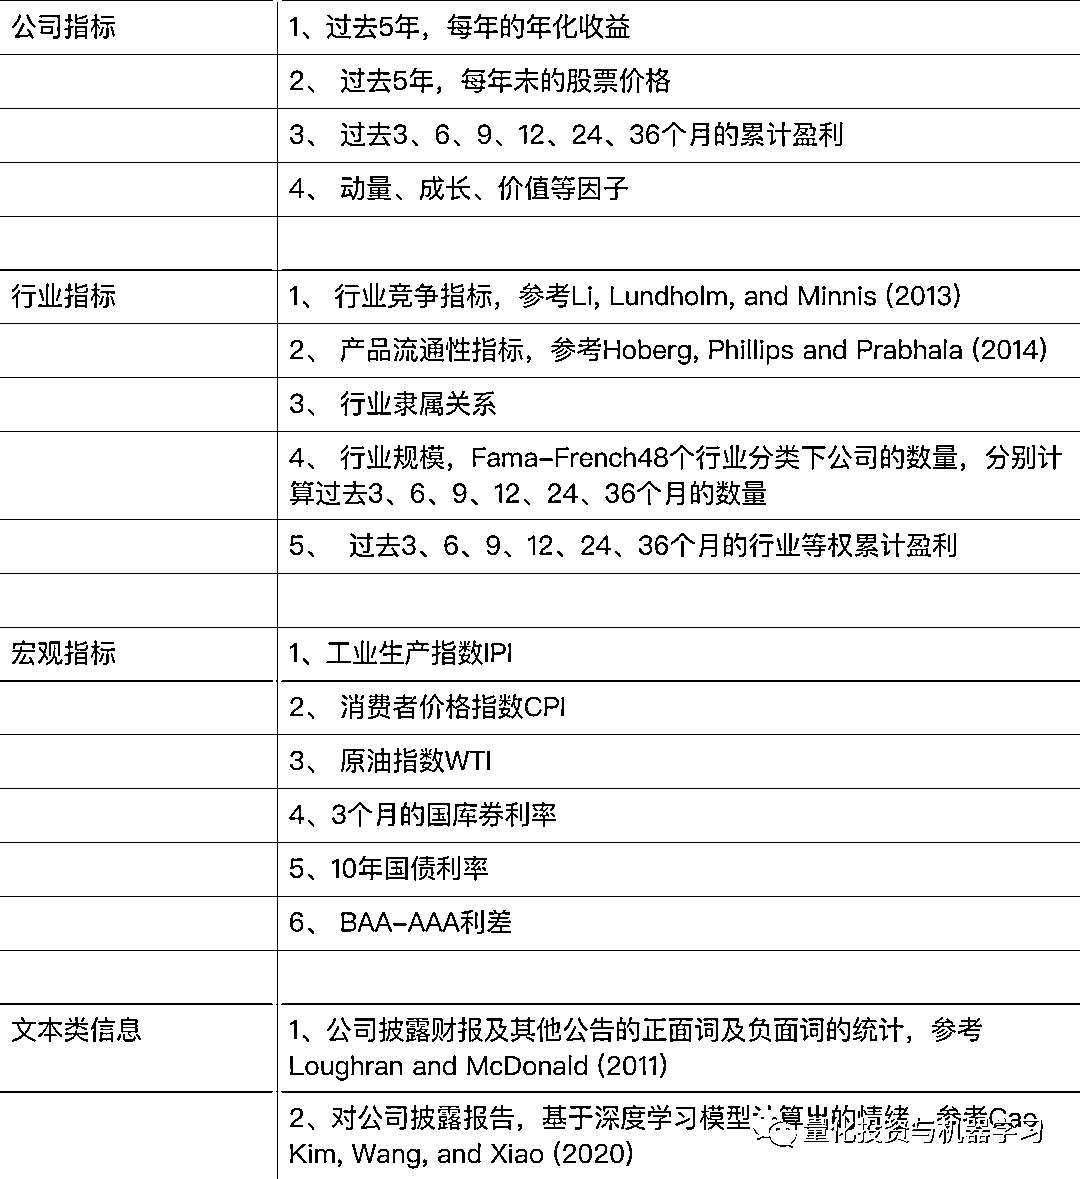 公司指标
1、过去5年，每年的年化收益
2、 过去5年，每年末的股票价格
3、 过去3、6、9、12、24、36个月的累计盈利
4、 动量、成长、价值等因子
行业指标
1、 行业竞争指标，参考Li, Lundholm, and Minnis (2013)
2、 产品流通性指标，参考Hoberg, Phillips and Prabhala (2014)
3、 行业隶属关系
4、 行业规模，Fama-French48个行业分类下公司的数量，分别计
算过去3、6、9、12、24、36个月的数量
5、 过去3、6、9、12、24、36个月的行业等权累计盈利
宏观指标
1、工业生产指数IPI
2、 消费者价格指数CPI
3、 原油指数WTI
4、3个月的国库券利率
5、10年国债利率
6、 BAA-AAA利差
文本类信息
1、公司披露财报及其他公告的正面词及负面词的统计，参考
Loughran and McDonald (2011)
2、对公司披露报告，基于深度学习模型计算出的情绪，参考Cao
Kim, Wang, and Xiao (2020)
量化投资与机器学习